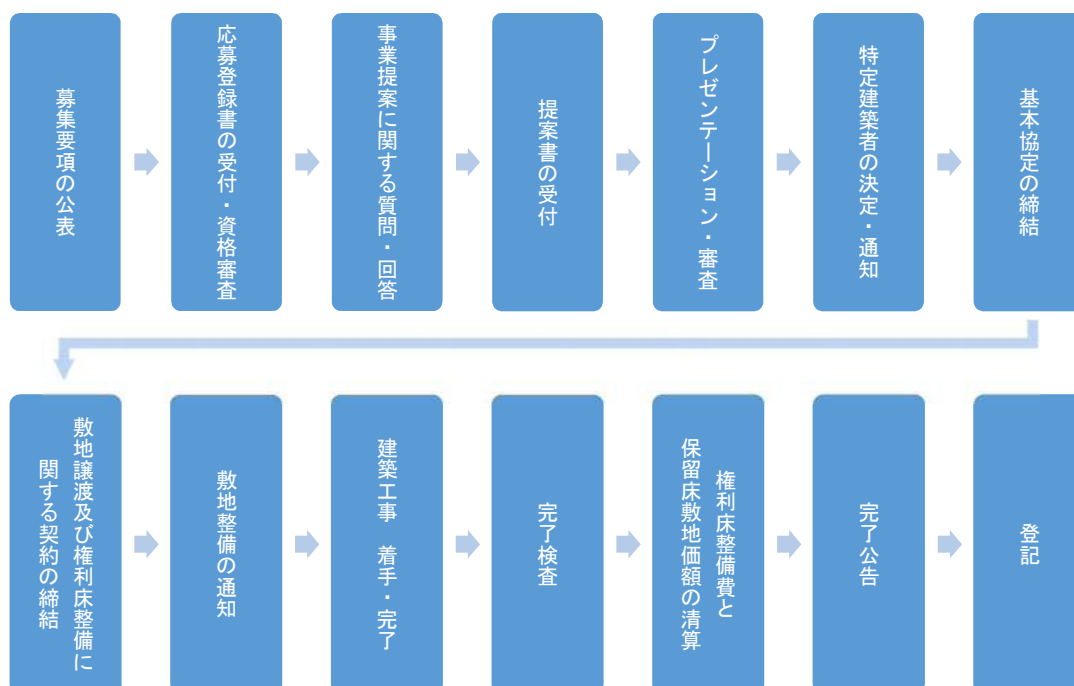 募集要項の公表
応募登録書の受付・資格審査
事業提案に関する質問・回答
提案書の受付
プレゼンテーション・審査
特定建築者の決定・通知
基本協定の締結
敷地譲渡及び権利床整備に
関する契約の締結
敷地整備の通知
建築工事　着手・完了
完了検査
権利床整備費と
保留床敷地価額の清算
完了公告
登記